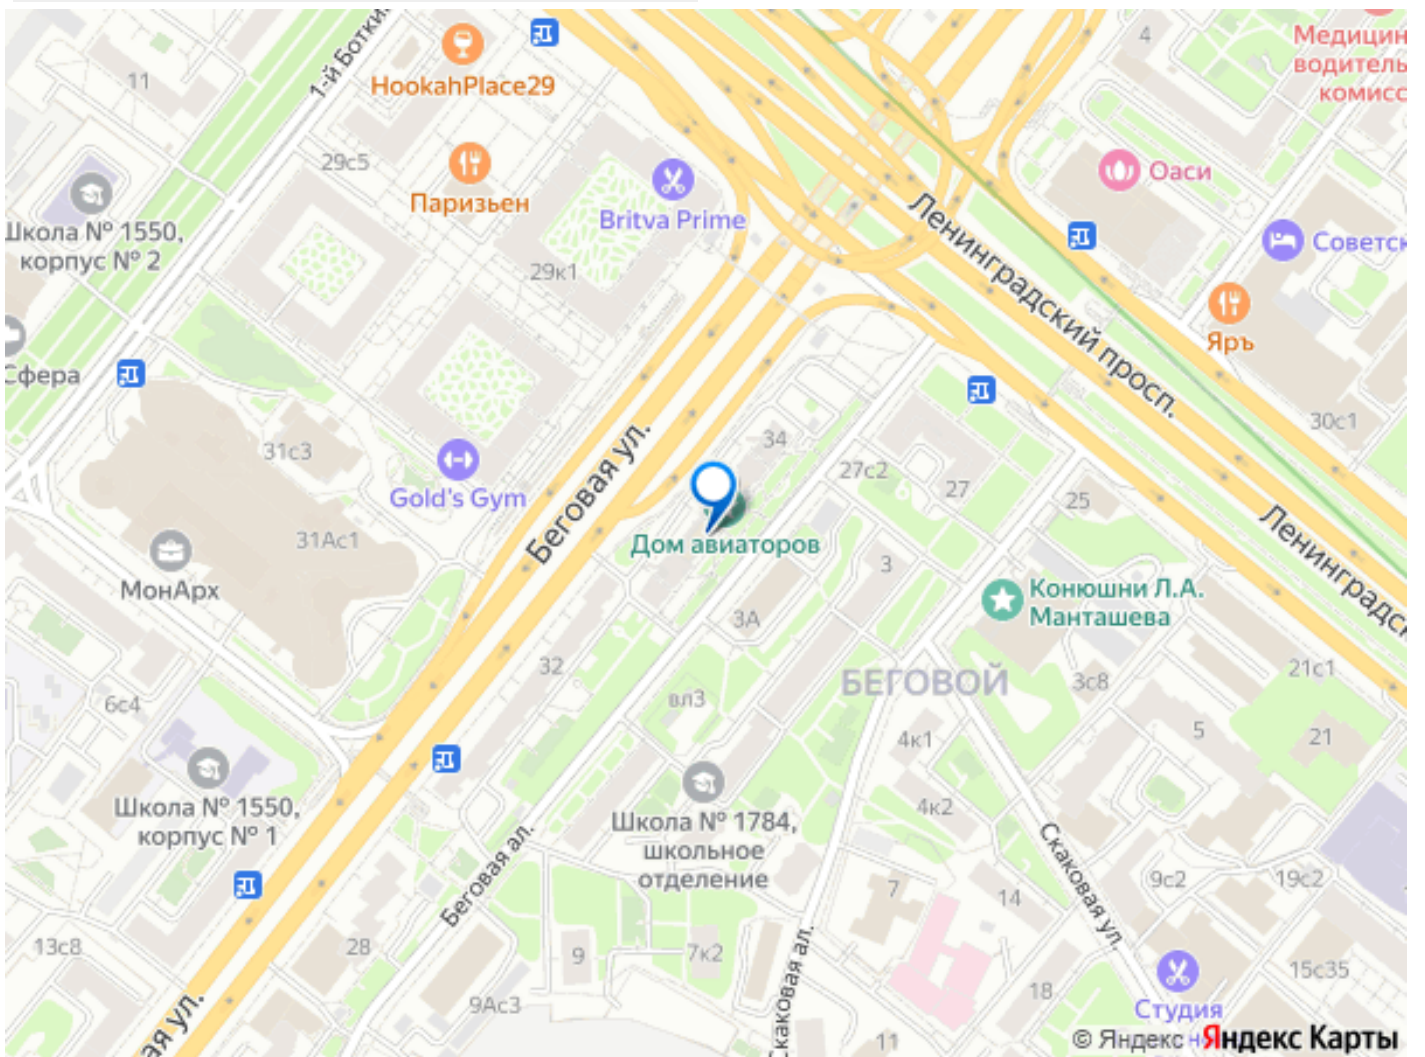 11
1-й Ботки
HookahPlace29
4
Медицин
водитель
комисс
29с5
Паризьен
Britva Prime
Оаси
Школа № 1550,
корпус № 2
29к1
Советск
Ленинградский просп.
Яръ
Сфера
30с1
31с3
34
Беговая ул.
27с2
27
25
Gold's Gym
31Ас1
Дом авиаторов
Ленинградск
МонАрх
3
Конюшни Л.А.
Манташева
3А
32
БЕГОВОЙ
3с8
21с1
6с4
вл3
4к1
5
21
Школа № 1550,
корпус № 1
Школа № 1784,
школьное
отделение
4к2
Беговая ал.
Скаковая ул.
7
14
9с2
19с2
13с8
28
9
7к2
Скаковая ал.
15с35
9Ас3
18
Студия
ая ул.
11
© Яндекс
Яндекс Карты